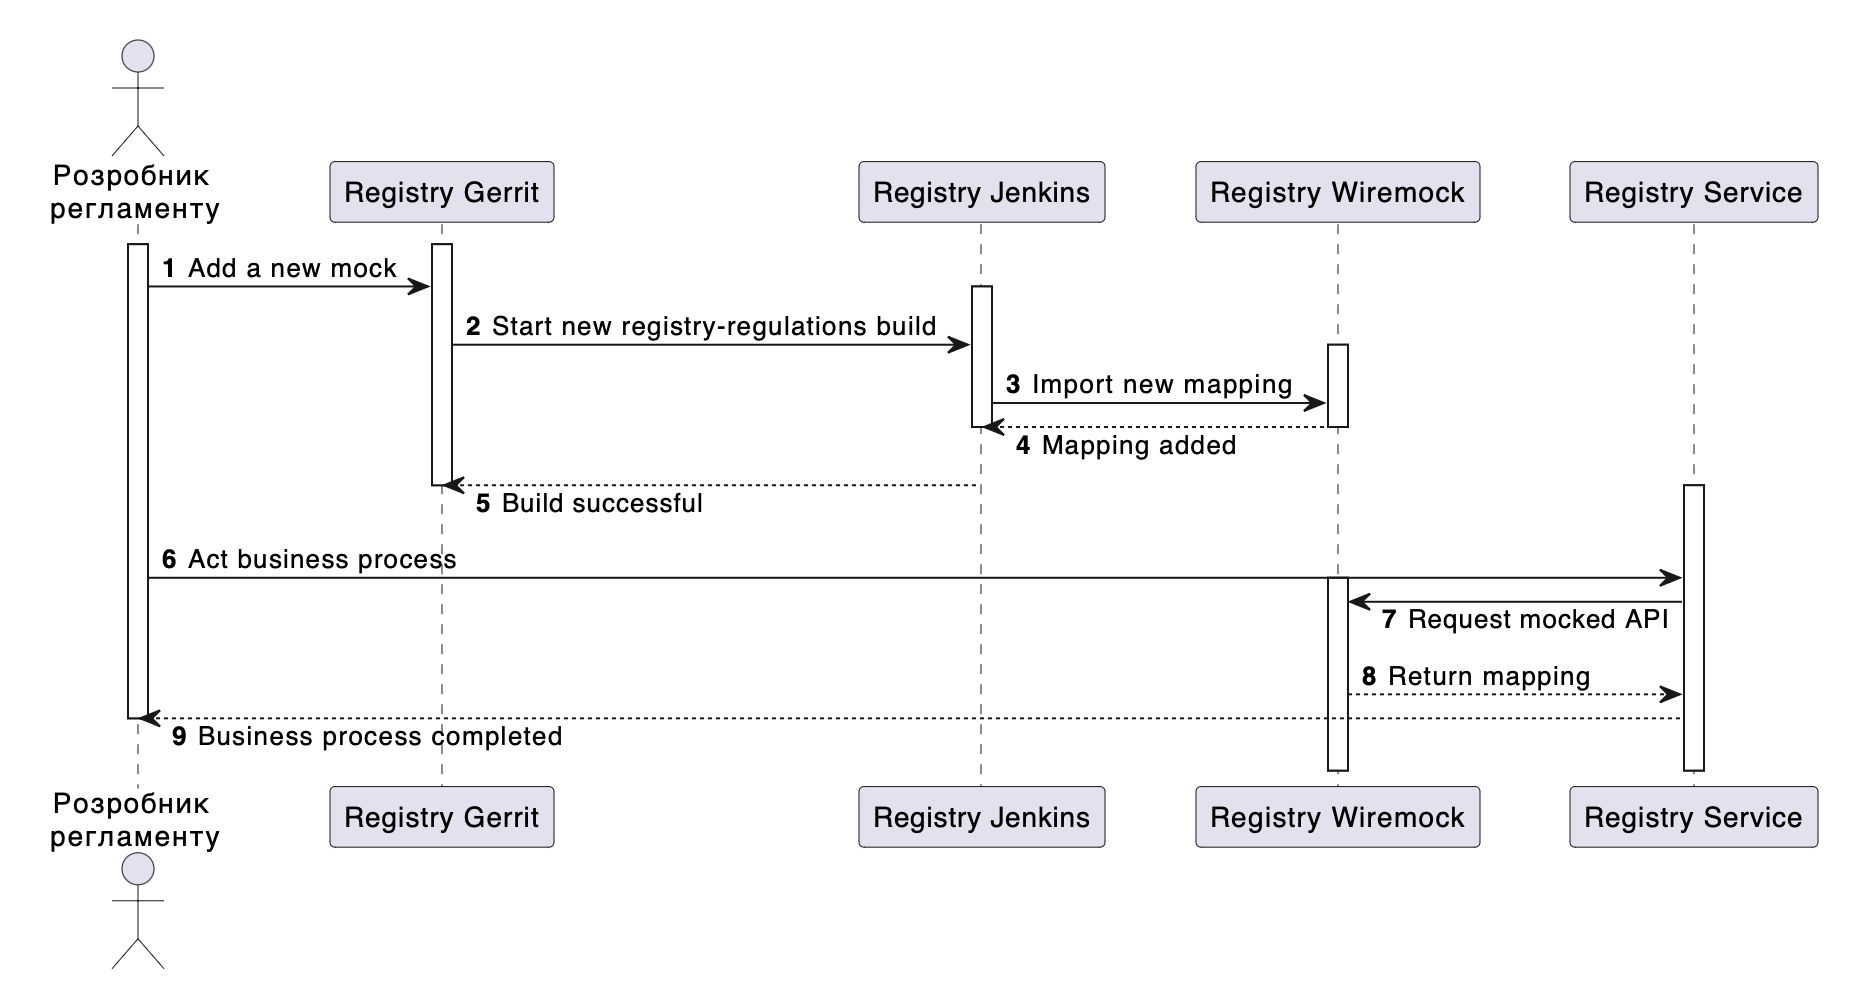 Розробник
регламенту
Registry Gerrit
Registry Jenkins
Registry Wiremock
Registry Service
1 Add a new mock
2 Start new registry-regulations build
3 Import new mapping
4 Mapping added
5 Build successful
6 Act business process
7 Request mocked API
8 Return mapping
9 Business process completed
Розробник
регламенту
Registry Gerrit
Registry Jenkins
Registry Wiremock
Registry Service